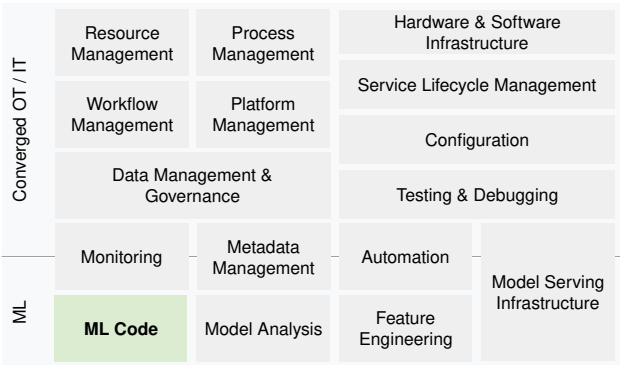 Converged OT / IT
Resource
Management
Process
Management
Hardware & Software
Infrastructure
Service Lifecycle Management
Workflow
Management
Platform
Management
Configuration
Data Management &
Governance
Testing & Debugging
Monitoring
Metadata
Management
Automation
Model Serving
Infrastructure
ML
ML Code
Model Analysis
Feature
Engineering